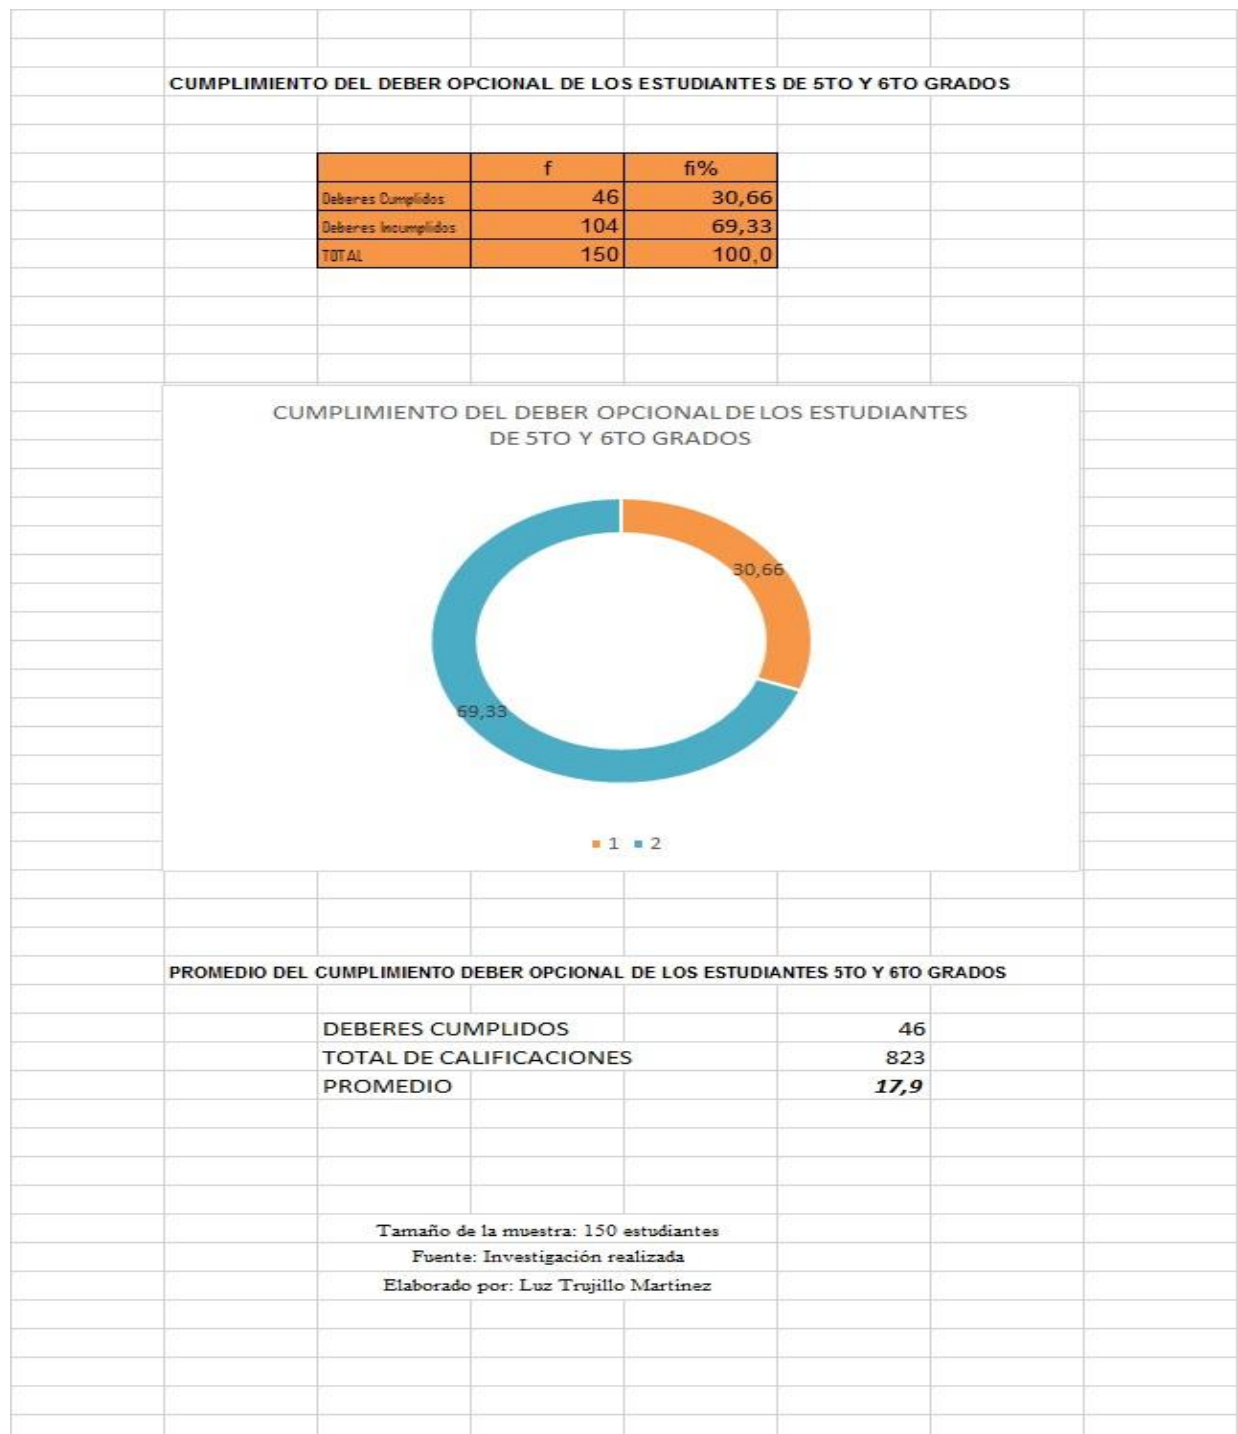 CUMPLIMIENTO DEL DEBER OPCIONAL DE LOS ESTUDIANTES DE 5TO Y 6TO GRADOS
f fi%
Deberes Cumplidos 46 30,66
Deberes Incumplidos 104 69,33
TOTAL 150 100,0
CUMPLIMIENTO DEL DEBER OPCIONAL DE LOS ESTUDIANTES
DE 5TO Y 6TO GRADOS
30,66
69,33
1 2
PROMEDIO DEL CUMPLIMIENTO DEBER OPCIONAL DE LOS ESTUDIANTES 5TO Y 6TO GRADOS
DEBERES CUMPLIDOS 46
TOTAL DE CALIFICACIONES 823
PROMEDIO 17,9
Tamaño de la muestra: 150 estudiantes
Fuente: Investigación realizada
Elaborado por: Luz Trujillo Martinez